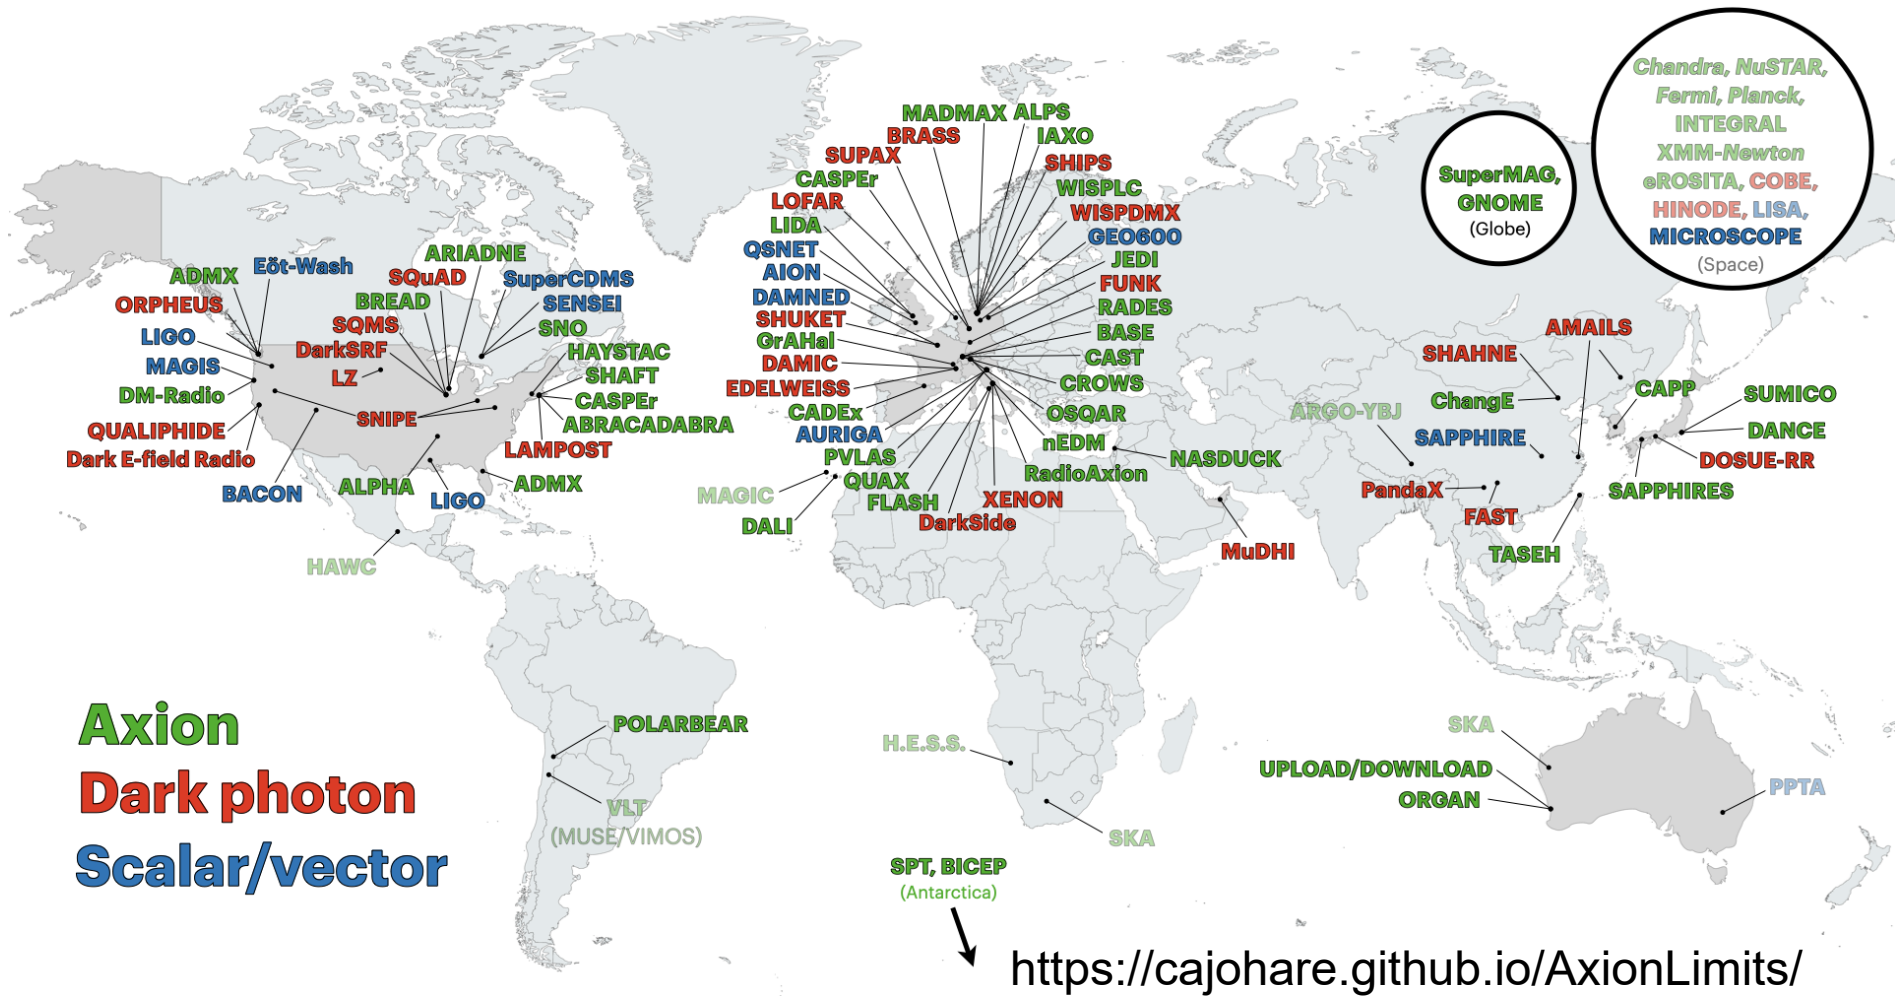 Chandra, NuSTAR,
Fermi, Planck,
INTEGRAL
XMM-Newton
eROSITA, COBE,
HINODE, LISA,
MICROSCOPE
(Space)
SuperMAG,
GNOME
(Globe)
ADMX
Eöt-Wash
ORPHEUS
LIGO
MAGIS
DM-Radio
QUALIPHIDE
Dark E-field Radio
BACON
ARIADNE
SQuAD
BREAD
SQMS
DarkSRF
LZ
SNIPE
SuperCDMS
SENSEI
SNO
HAYSTAC
SHAFT
CASPEr
ABRACADABRA
LAMPOST
ADMX
LIGO
ALPHA
HAWC
MADMAX
ALPS
BRASS
IAXO
SUPAX
SHIPS
CASPEr
WISPLC
LOFAR
WISPDMX
LIDA
GEO600
QSNET
JEDI
AION
FUNK
DAMNED
RADES
SHUKET
BASE
GrAHal
CAST
DAMIC
CROWS
EDELWEISS
OSQAR
CADEx
nEDM
AURIGA
RadioAxion
PVLAS
QUAX
FLASH
XENON
DarkSide
NASDUCK
MAGIC
DALI
MuDHI
AMAILS
SHAHNE
CAPP
ChangE
SUMICO
ARGO-YBJ
SAPPHIRE
DANCE
DOSUE-RR
PandaX
SAPPHIRES
FAST
TASEH
POLARBEAR
VLT
(MUSE/VIMOS)
H.E.S.S.
SKA
SKA
UPLOAD/DOWNLOAD
ORGAN
PPTA
Axion
Dark photon
Scalar/vector
SPT, BICEP
(Antarctica)
https://cajohare.github.io/AxionLimits/